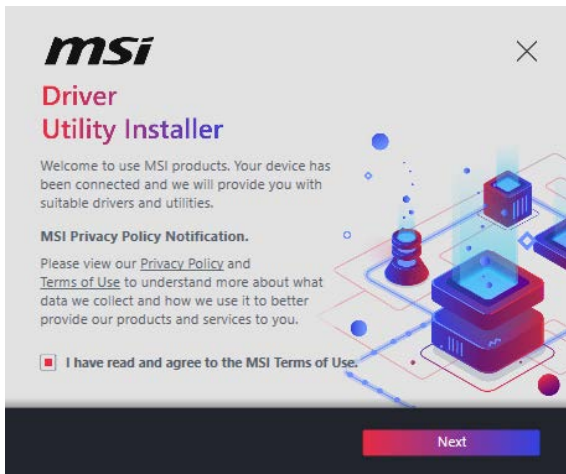 msi
Driver
Utility Installer
Welcome to use MSI products. Your device has
been connected and we will provide you with
suitable drivers and utilities.
MSI Privacy Policy Notification.
Please view our Privacy Policy and
Terms of Use to understand more about what
data we collect and how we use it to better
provide our products and services to you.
I have read and agree to the MSI Terms of Use.
Next